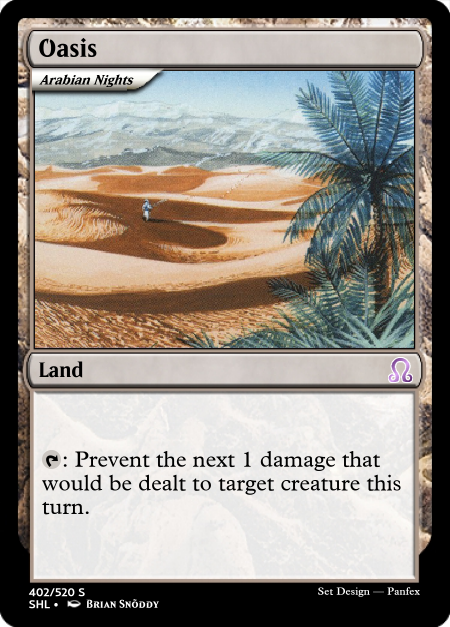 Oasis
Arabian Nights
Land
: Prevent the next 1 damage that
would be dealt to target creature this
turn.
402/520 S
Set Design — Panfex
SHL • Brian Snõddy